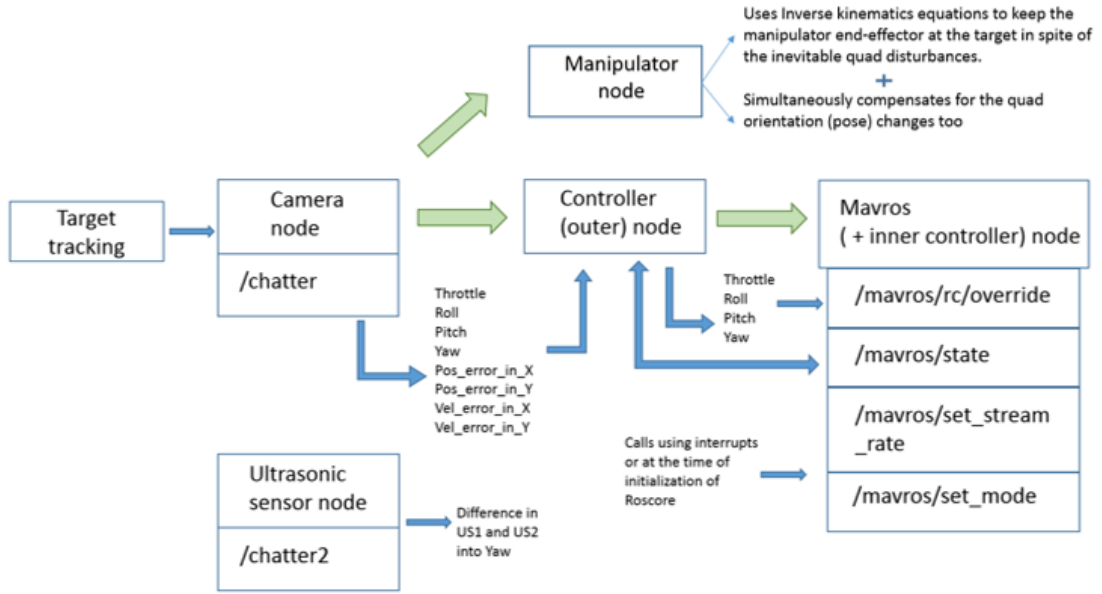 Uses Inverse kinematics equations to keep the
manipulator end-effector at the target in spite of
the inevitable quad disturbances.
+
Simultaneously compensates for the quad
orientation (pose) changes too
Manipulator
node
Target
tracking
Camera
node
/chatter
Controller
(outer) node
Mavros
( + inner controller) node
/mavros/rc/override
/mavros/state
/mavros/set_stream
_rate
/mavros/set_mode
Throttle
Roll
Pitch
Yaw
Pos_error_in_X
Pos_error_in_Y
Vel_error_in_X
Vel_error_in_Y
Throttle
Roll
Pitch
Yaw
Calls using interrupts
or at the time of
initialization of
Roscore
Ultrasonic
sensor node
/chatter2
Difference in
US1 and US2
into Yaw